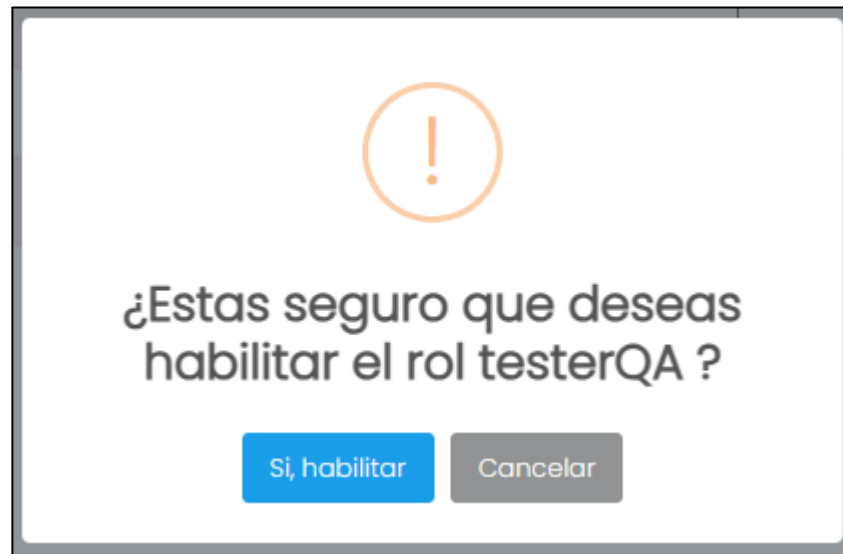 ¿Estas seguro que deseas
habilitar el rol testerQA ?
Si, habilitar
Cancelar